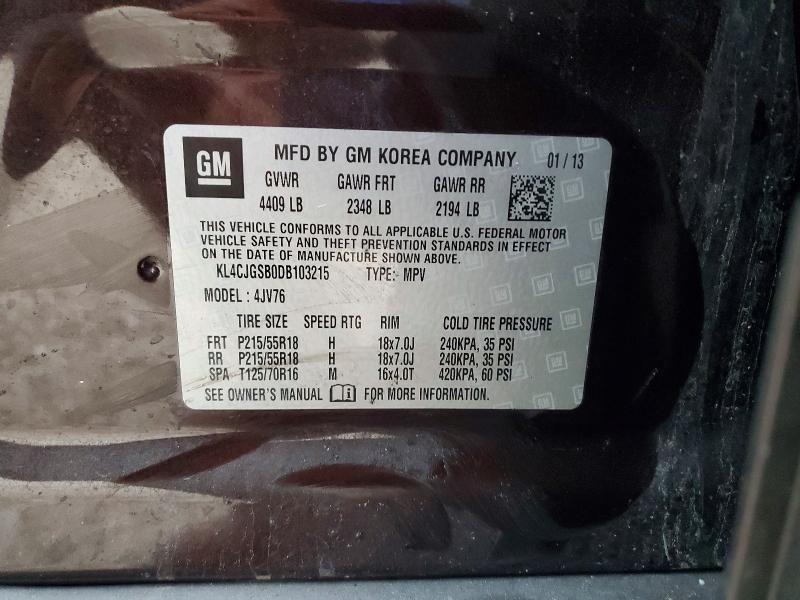 GM MFD BY GM KOREA COMPANY 01 / 13
GVWR GAWR FRT GAWR RR
4409 LB 2348 LB 2194 LB
THIS VEHICLE CONFORMS TO ALL APPLICABLE U.S. FEDERAL MOTOR
VEHICLE SAFETY AND THEFT PREVENTION STANDARDS IN EFFECT
ON THE DATE OF MANUFACTURE SHOWN ABOVE.
KL4CJGSB0DB103215 TYPE:- MPV
MODEL : 4JV76
TIRE SIZE SPEED RTG RIM COLD TIRE PRESSURE
FRT P215/55R18 H 18x7.0J 240KPA, 35 PSI
RR P215/55R18 H 18x7.0J 240KPA, 35 PSI
SPA T125/70R16 M 16x4.0T 420KPA, 60 PSI
SEE OWNER'S MANUAL FOR MORE INFORMATION.